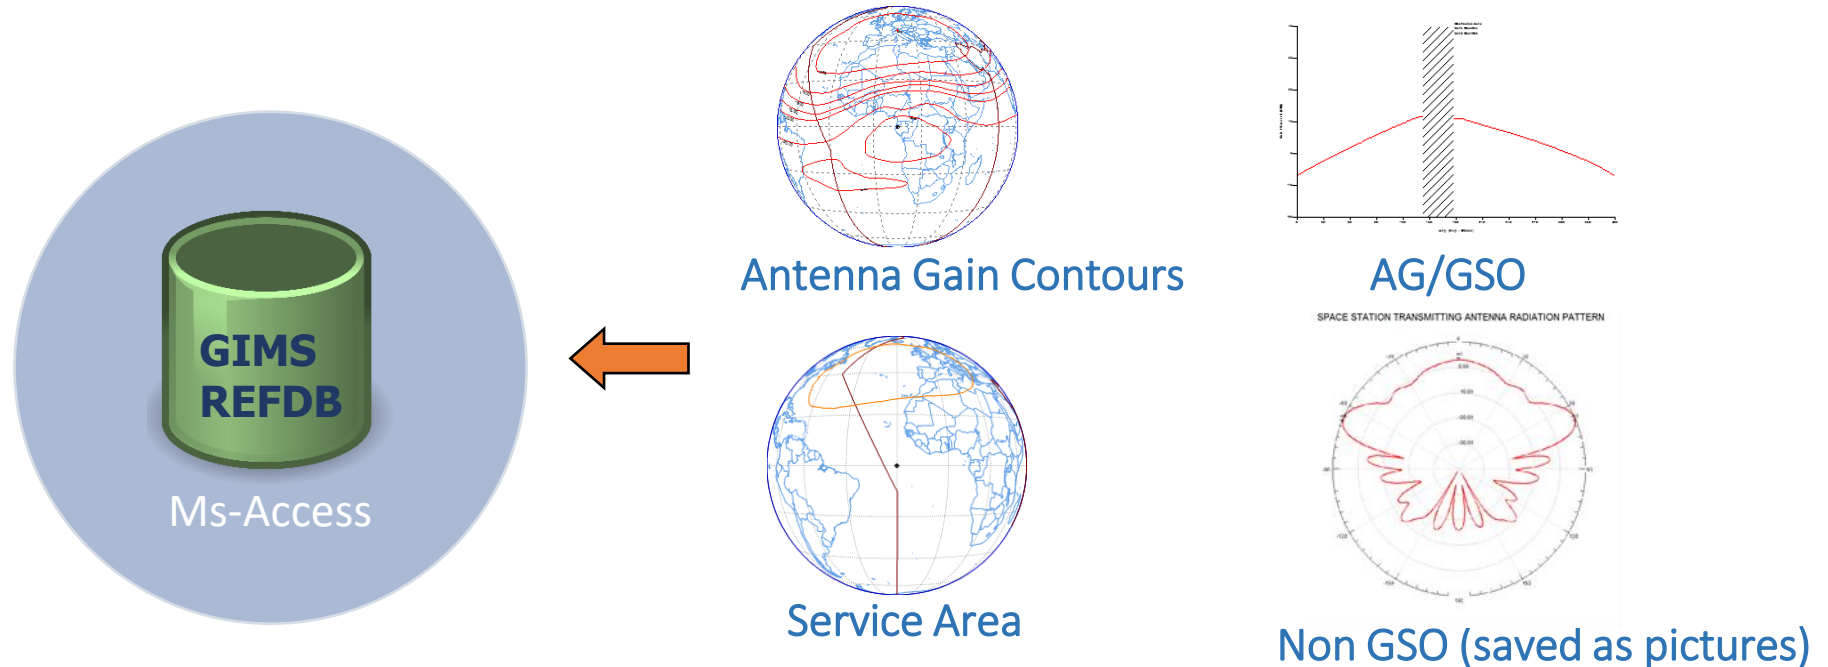 GIMS
REFDB
Ms-Access
Antenna Gain Contours
AG/GSO
SPACE STATION TRANSMITTING ANTENNA RADIATION PATTERN
Service Area
Non GSO (saved as pictures)